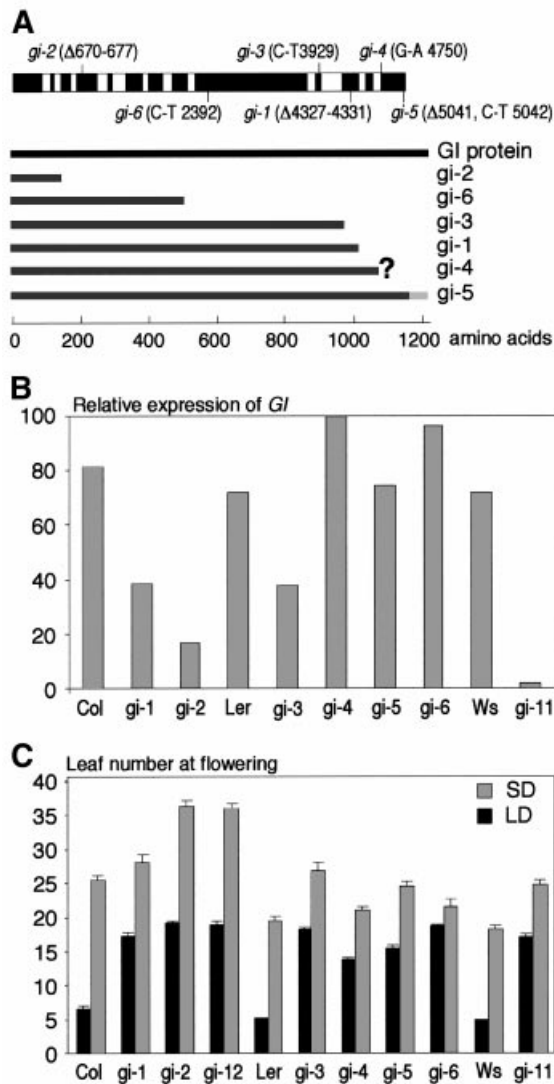 A
gi-2 (Δ670-677) gi-3 (C-T3929) gi-4 (G-A 4750)
gi-6 (C-T 2392) gi-1 (Δ4327-4331) gi-5 (Δ5041, C-T 5042)
GI protein
gi-2
gi-6
gi-3
gi-1
gi-4 ?
gi-5
0 200 400 600 800 1000 1200 amino acids
B
Relative expression of GI
100
80
60
40
20
0
Col gi-1 gi-2 Ler gi-3 gi-4 gi-5 gi-6 Ws gi-11
C
Leaf number at flowering
40
35
30
25
20
15
10
5
0
SD
LD
Col gi-1 gi-2 gi-12 Ler gi-3 gi-4 gi-5 gi-6 Ws gi-11